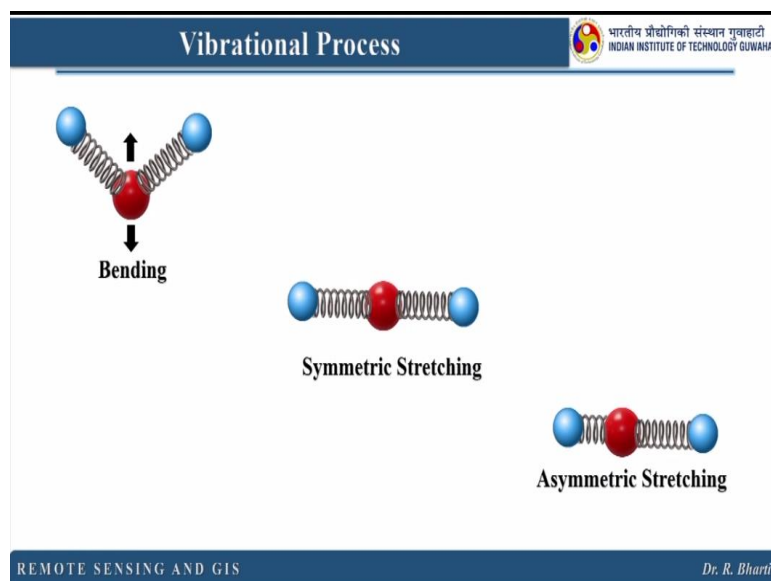 Vibrational Process
भारतीय प्रौद्योगिकी संस्थान गुवाहाटी
INDIAN INSTITUTE OF TECHNOLOGY GUWAHA
Bending
Symmetric Stretching
Asymmetric Stretching
REMOTE SENSING AND GIS
Dr. R. Bharti